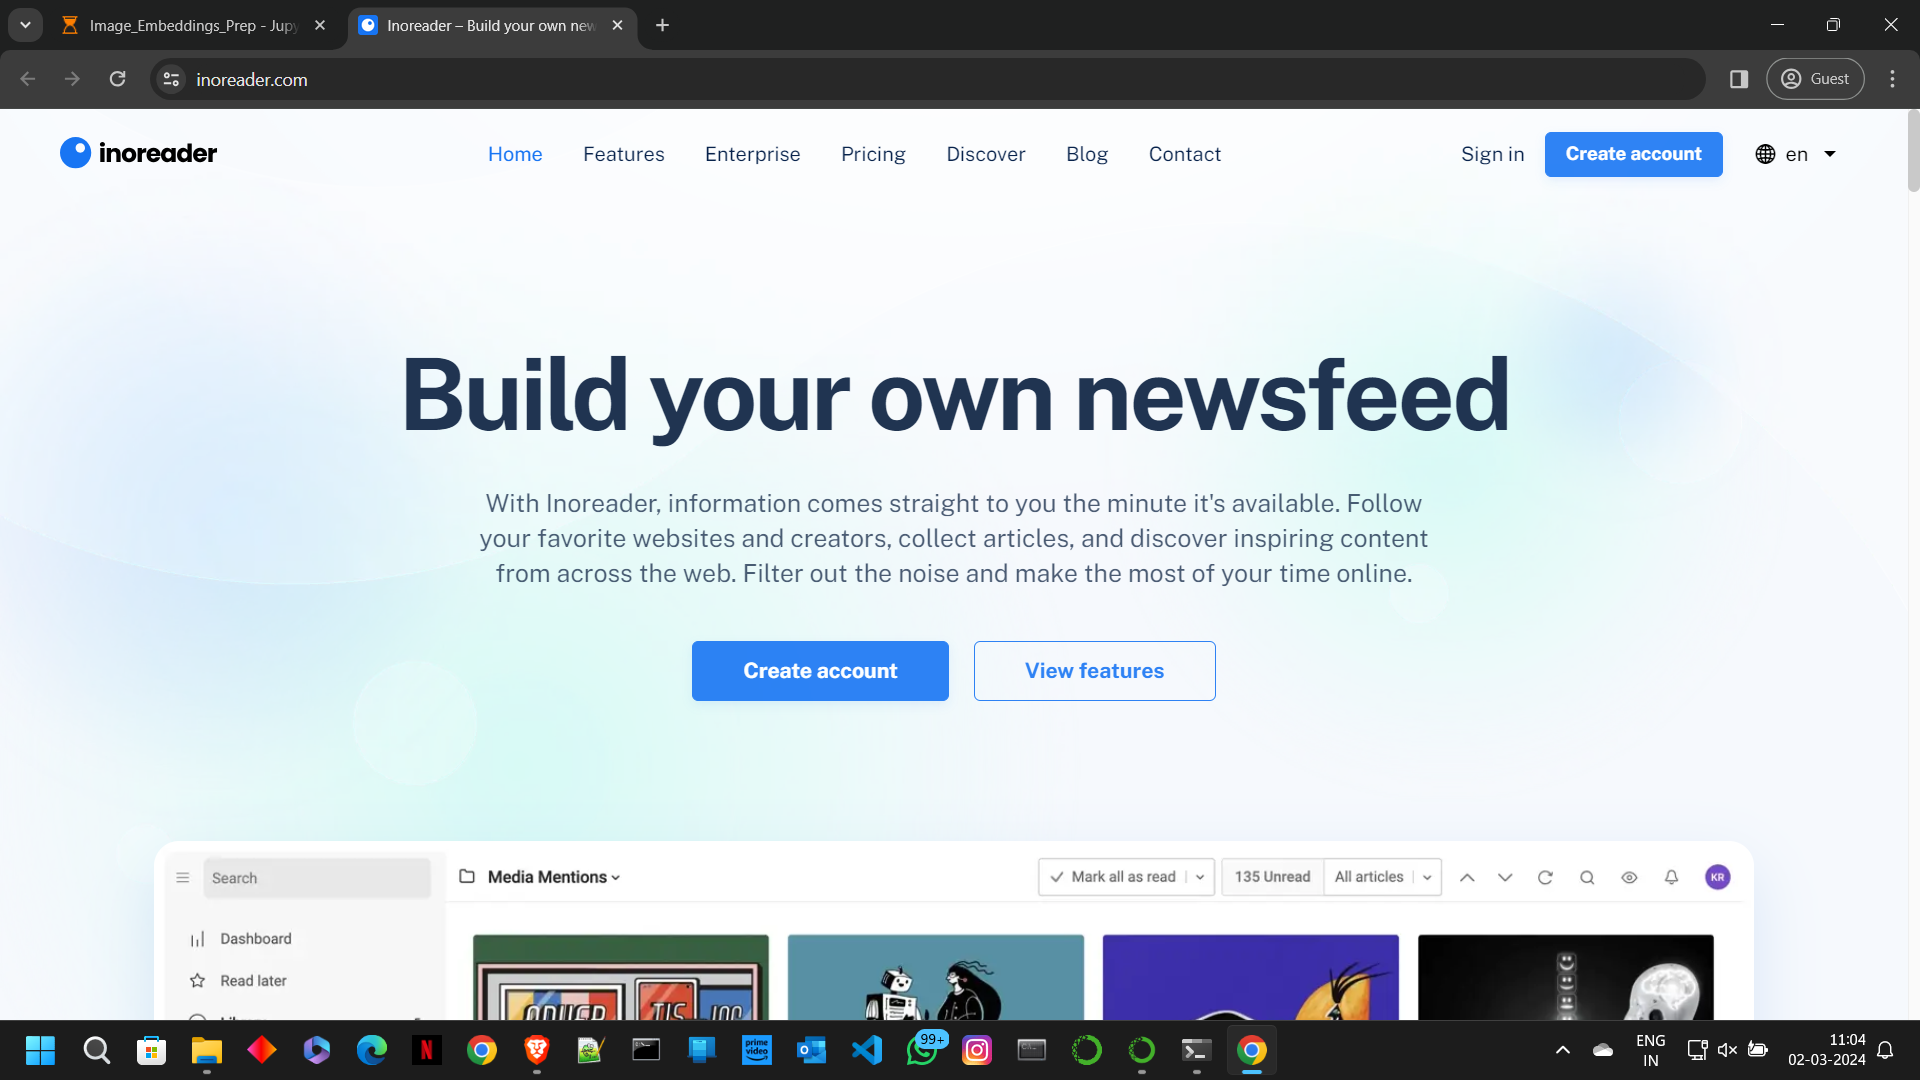 Image_Embeddings_Prep - Jupy
Inoreader – Build your own new
inoreader.com
Guest
inoreader
Home
Features
Enterprise
Pricing
Discover
Blog
Contact
Sign in
Create account
en
Build your own newsfeed
With Inoreader, information comes straight to you the minute it's available. Follow
your favorite websites and creators, collect articles, and discover inspiring content
from across the web. Filter out the noise and make the most of your time online.
Create account
View features
Search
Media Mentions
Mark all as read
135 Unread
All articles
KR
Dashboard
Read later
prime video
99+
ENG
IN
11:04
02-03-2024